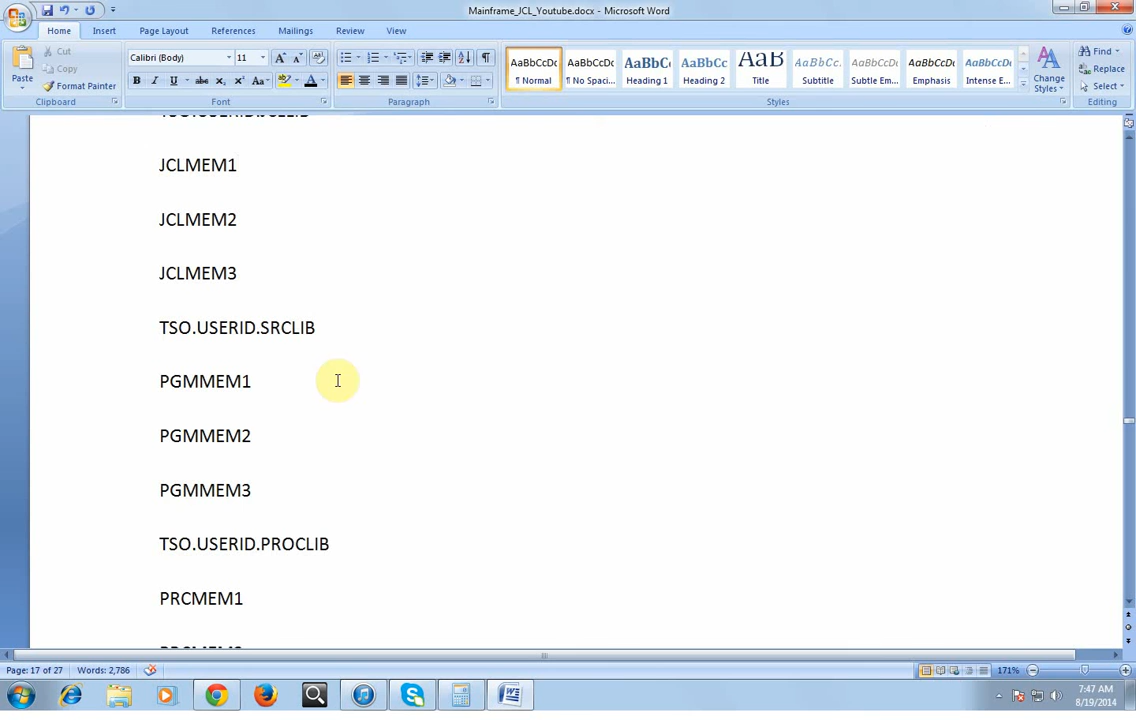 Mainframe_JCL_Youtube.docx - Microsoft Word
Home Insert Page Layout References Mailings Review View
Cut
Copy
Format Painter
Paste
Clipboard
Calibri (Body) 11
Font
Paragraph
AaBbCcDc AaBbCcDc AaBbC AaBbCc AaB AaBbCc. AaBbCcDc AaBbCcDc AaBbCcDc
¶ Normal ¶ No Spaci... Heading 1 Heading 2 Title Subtitle Subtle Em... Emphasis Intense E...
Change Styles
Styles
Find
Replace
Select
Editing
TSO.USERID.JCLLIB
JCLMEM1
JCLMEM2
JCLMEM3
TSO.USERID.SRCLIB
PGMMEM1
PGMMEM2
PGMMEM3
TSO.USERID.PROCLIB
PRCMEM1
Page: 17 of 27 Words: 2,786 171%
7:47 AM
8/19/2014